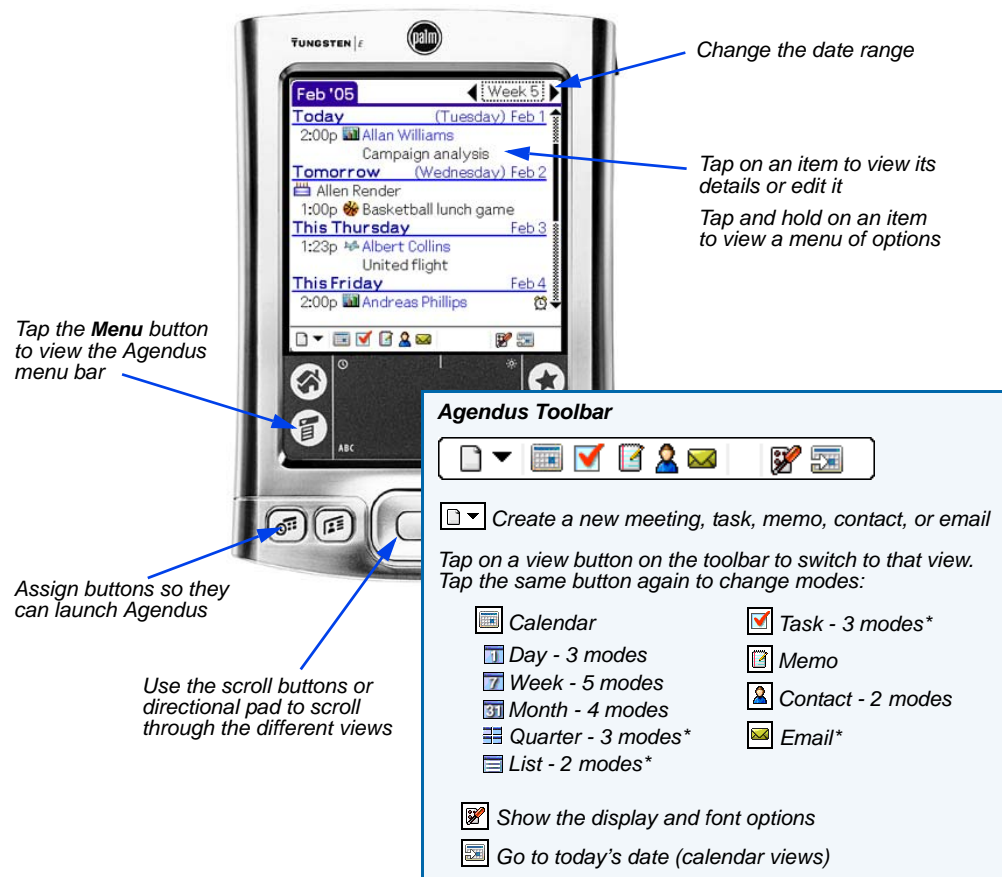 TUNGSTEN E
palm
Change the date range
Feb '05
Week 5
Today (Tuesday) Feb 1
2:00p Allan Williams
Campaign analysis
Tomorrow (Wednesday) Feb 2
Allen Render
1:00p Basketball lunch game
This Thursday Feb 3
1:23p Albert Collins
United flight
This Friday Feb 4
2:00p Andreas Phillips
Tap on an item to view its
details or edit it
Tap and hold on an item
to view a menu of options
Tap the Menu button
to view the Agendus
menu bar
ABC
Assign buttons so they
can launch Agendus
Use the scroll buttons or
directional pad to scroll
through the different views
Agendus Toolbar
Create a new meeting, task, memo, contact, or email
Tap on a view button on the toolbar to switch to that view.
Tap the same button again to change modes:
Calendar
1 Day - 3 modes
7 Week - 5 modes
31 Month - 4 modes
Quarter - 3 modes*
List - 2 modes*
Task - 3 modes*
Memo
Contact - 2 modes
Email*
Show the display and font options
Go to today's date (calendar views)